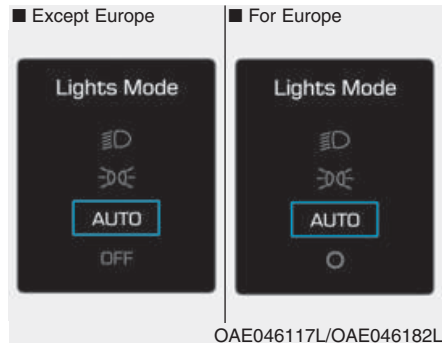 ■ Except Europe
■ For Europe
Lights Mode
AUTO
OFF
Lights Mode
AUTO
OAE046117L/OAE046182L